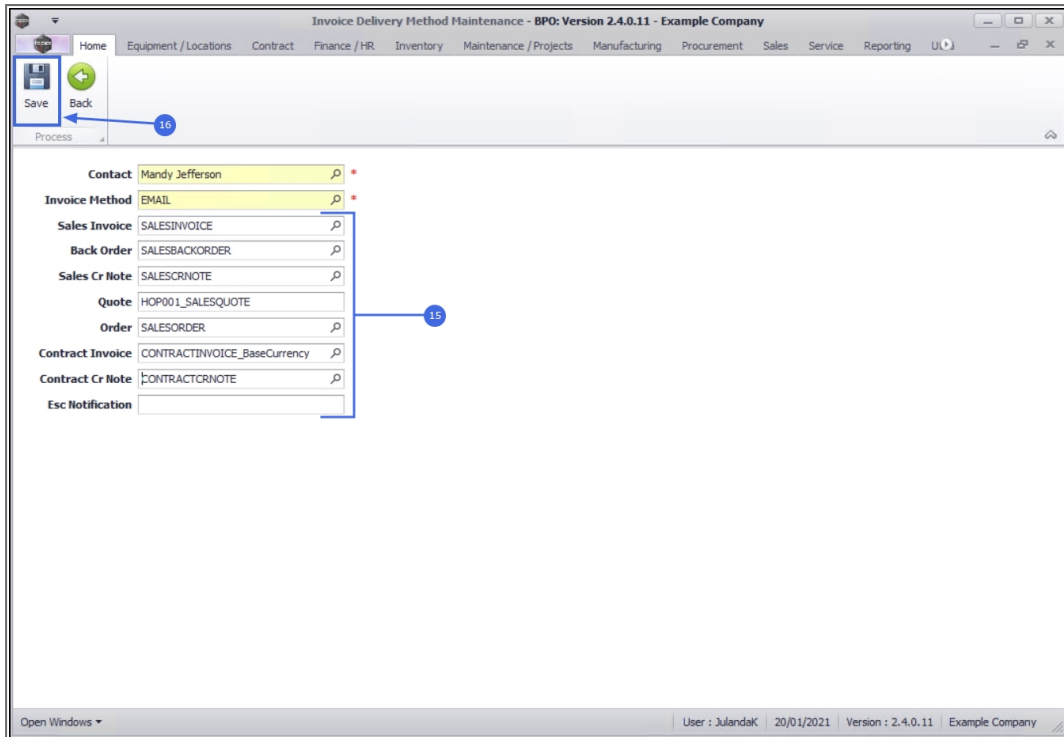 Invoice Delivery Method Maintenance - BPO: Version 2.4.0.11 - Example Company
Home Equipment / Locations Contract Finance / HR Inventory Maintenance / Projects Manufacturing Procurement Sales Service Reporting
Save Back
16
Process
Contact Mandy Jefferson *
Invoice Method EMAIL *
Sales Invoice SALESINVOICE
Back Order SALESBACKORDER
Sales Cr Note SALESCRNOTE
Quote HOP001_SALESQUOTE
15
Order SALESORDER
Contract Invoice CONTRACTINVOICE_BaseCurrency
Contract Cr Note CONTRACTCRNOTE
Esc Notification
Open Windows User : JulandaK 20/01/2021 Version : 2.4.0.11 Example Company